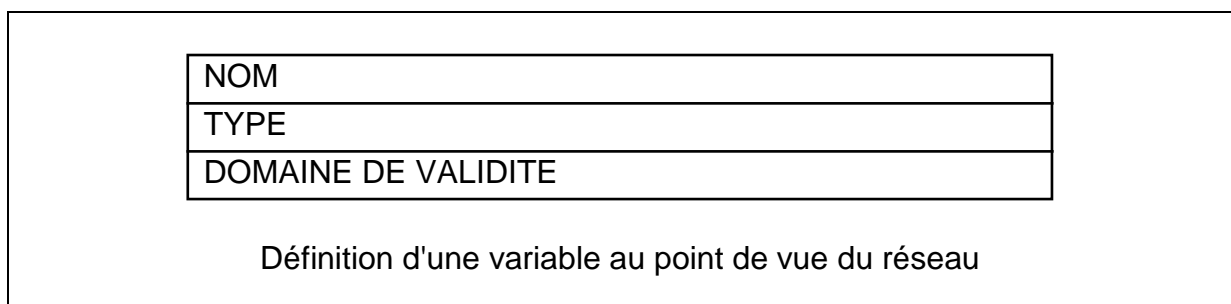 NOM
TYPE
DOMAINE DE VALIDITE
Définition d'une variable au point de vue du réseau